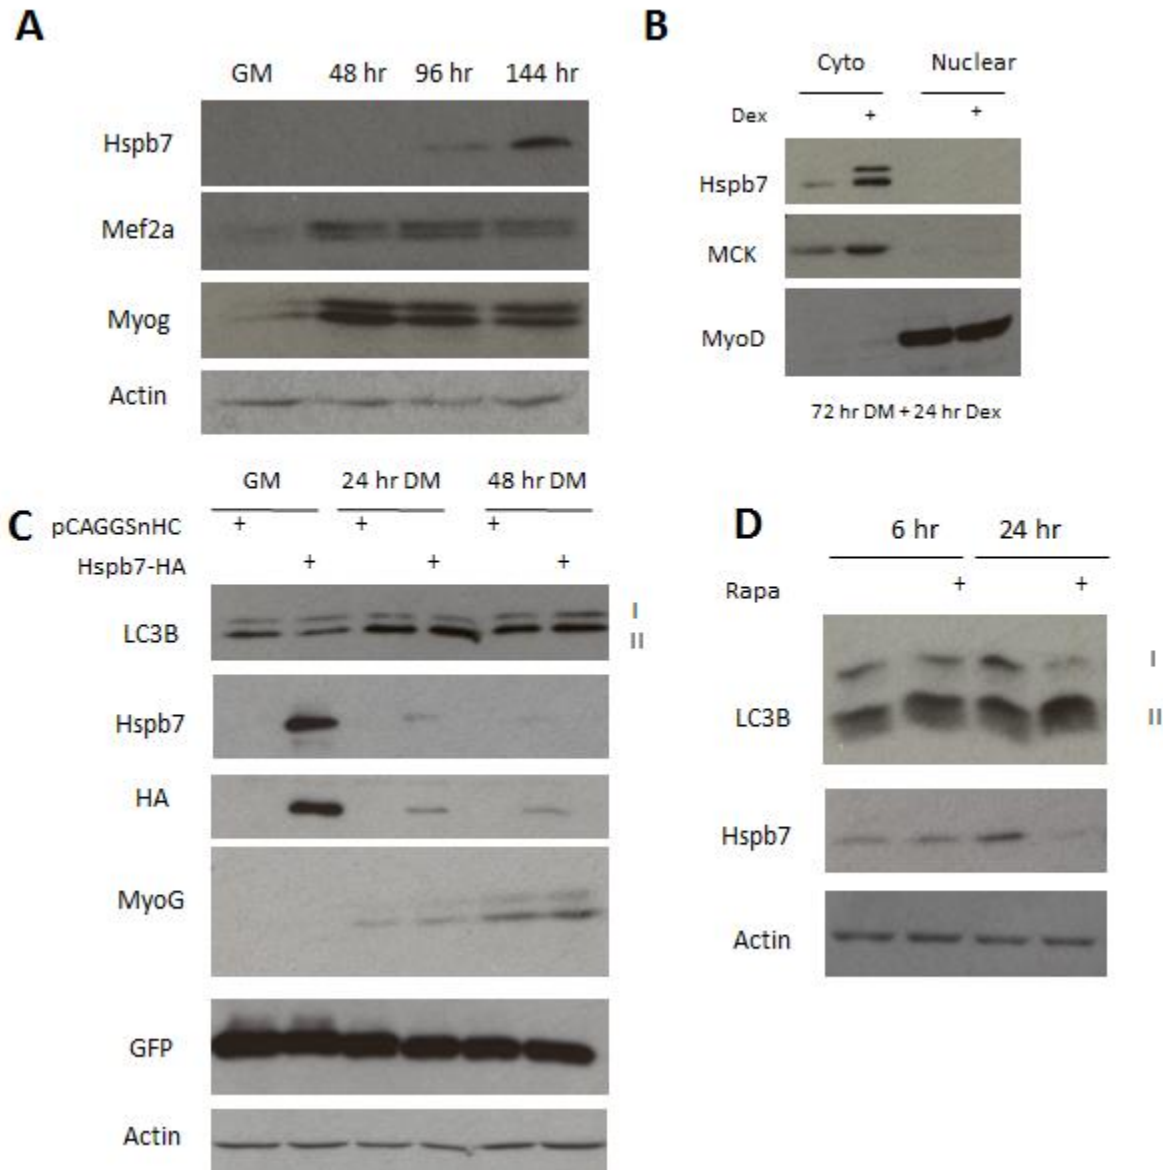 A
GM 48 hr 96 hr 144 hr
Hspb7
Mef2a
Myog
Actin
B
Cyto Nuclear
Dex + +
Hspb7
MCK
MyoD
72 hr DM + 24 hr Dex
C
GM 24 hr DM 48 hr DM
pCAGGSnHC + + +
Hspb7-HA + + +
LC3B I
II
Hspb7
HA
MyoG
GFP
Actin
D
6 hr 24 hr
Rapa + +
I
LC3B II
Hspb7
Actin